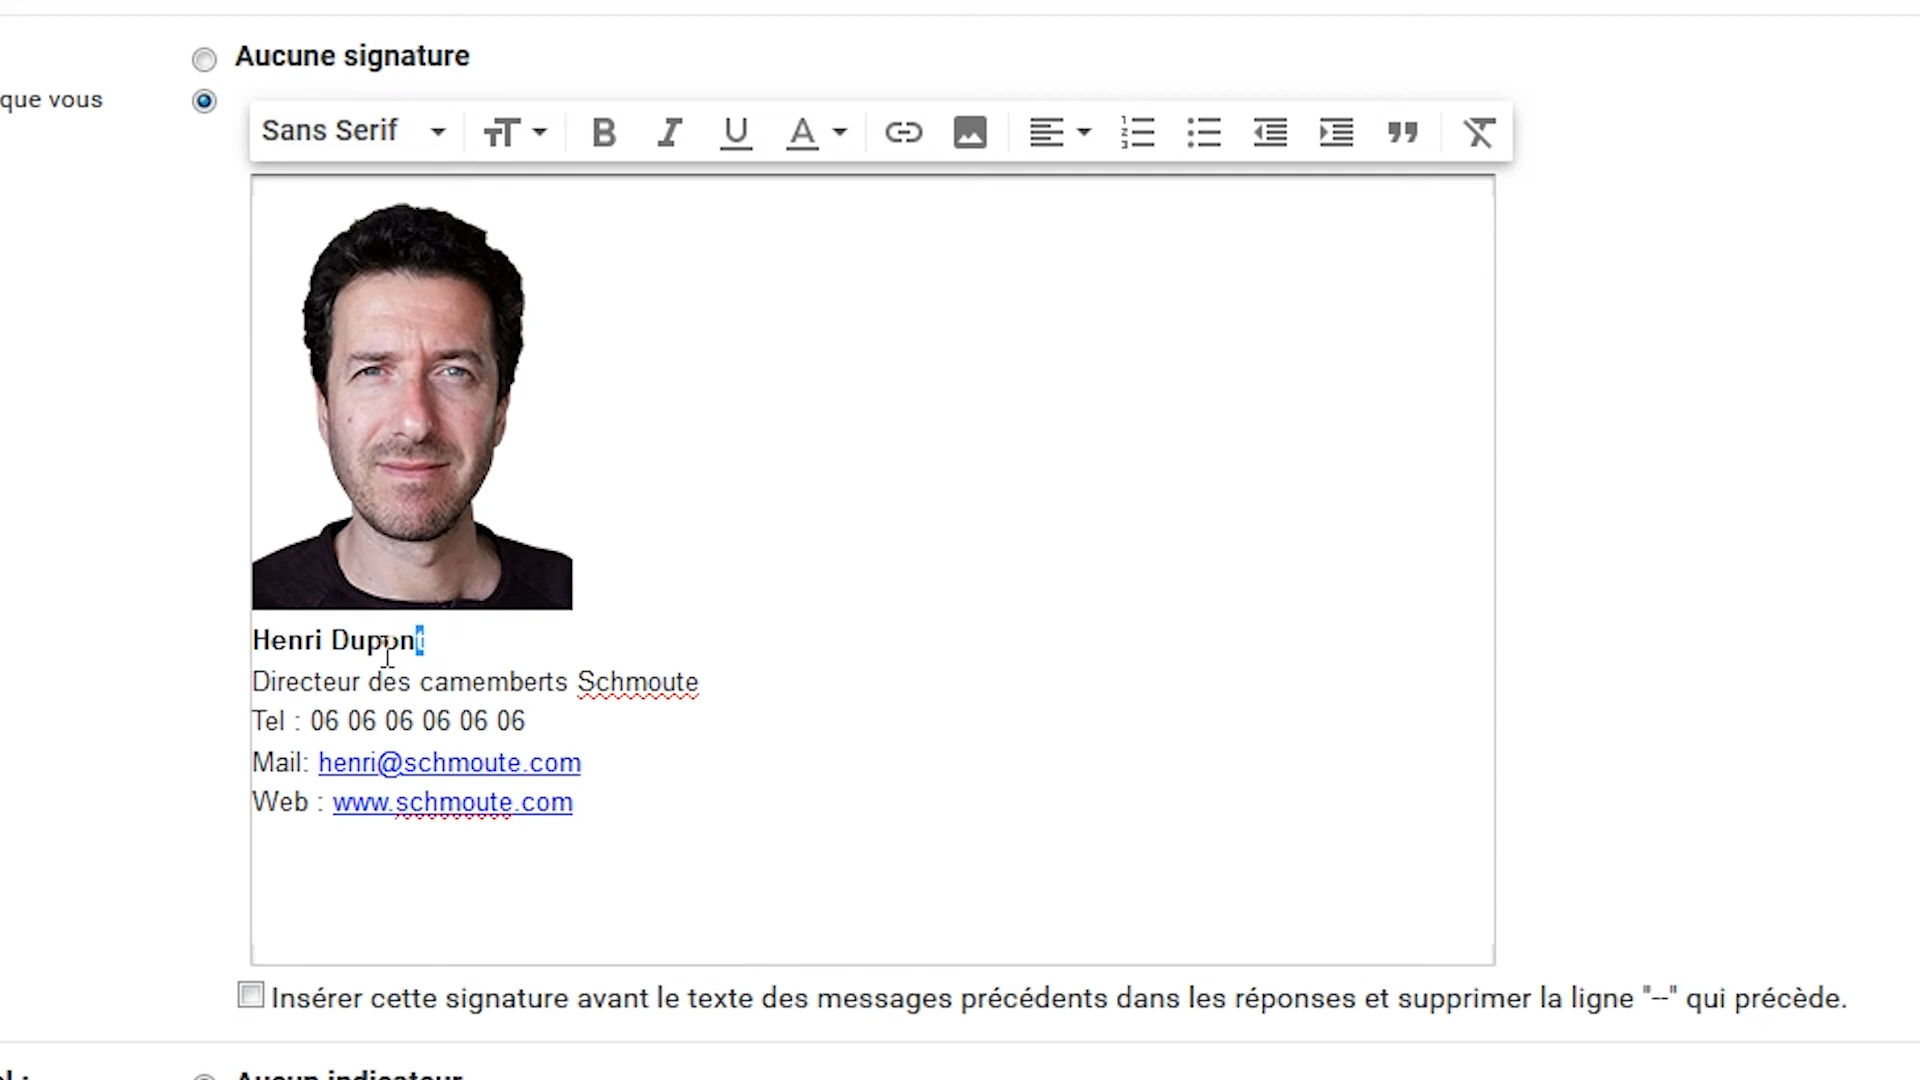 Aucune signature
que vous
Sans Serif
Henri Dupont
Directeur des camemberts Schmoute
Tel : 06 06 06 06 06 06
Mail: henri@schmoute.com
Web : www.schmoute.com
Insérer cette signature avant le texte des messages précédents dans les réponses et supprimer la ligne "--" qui précède.
Aucun indicateur